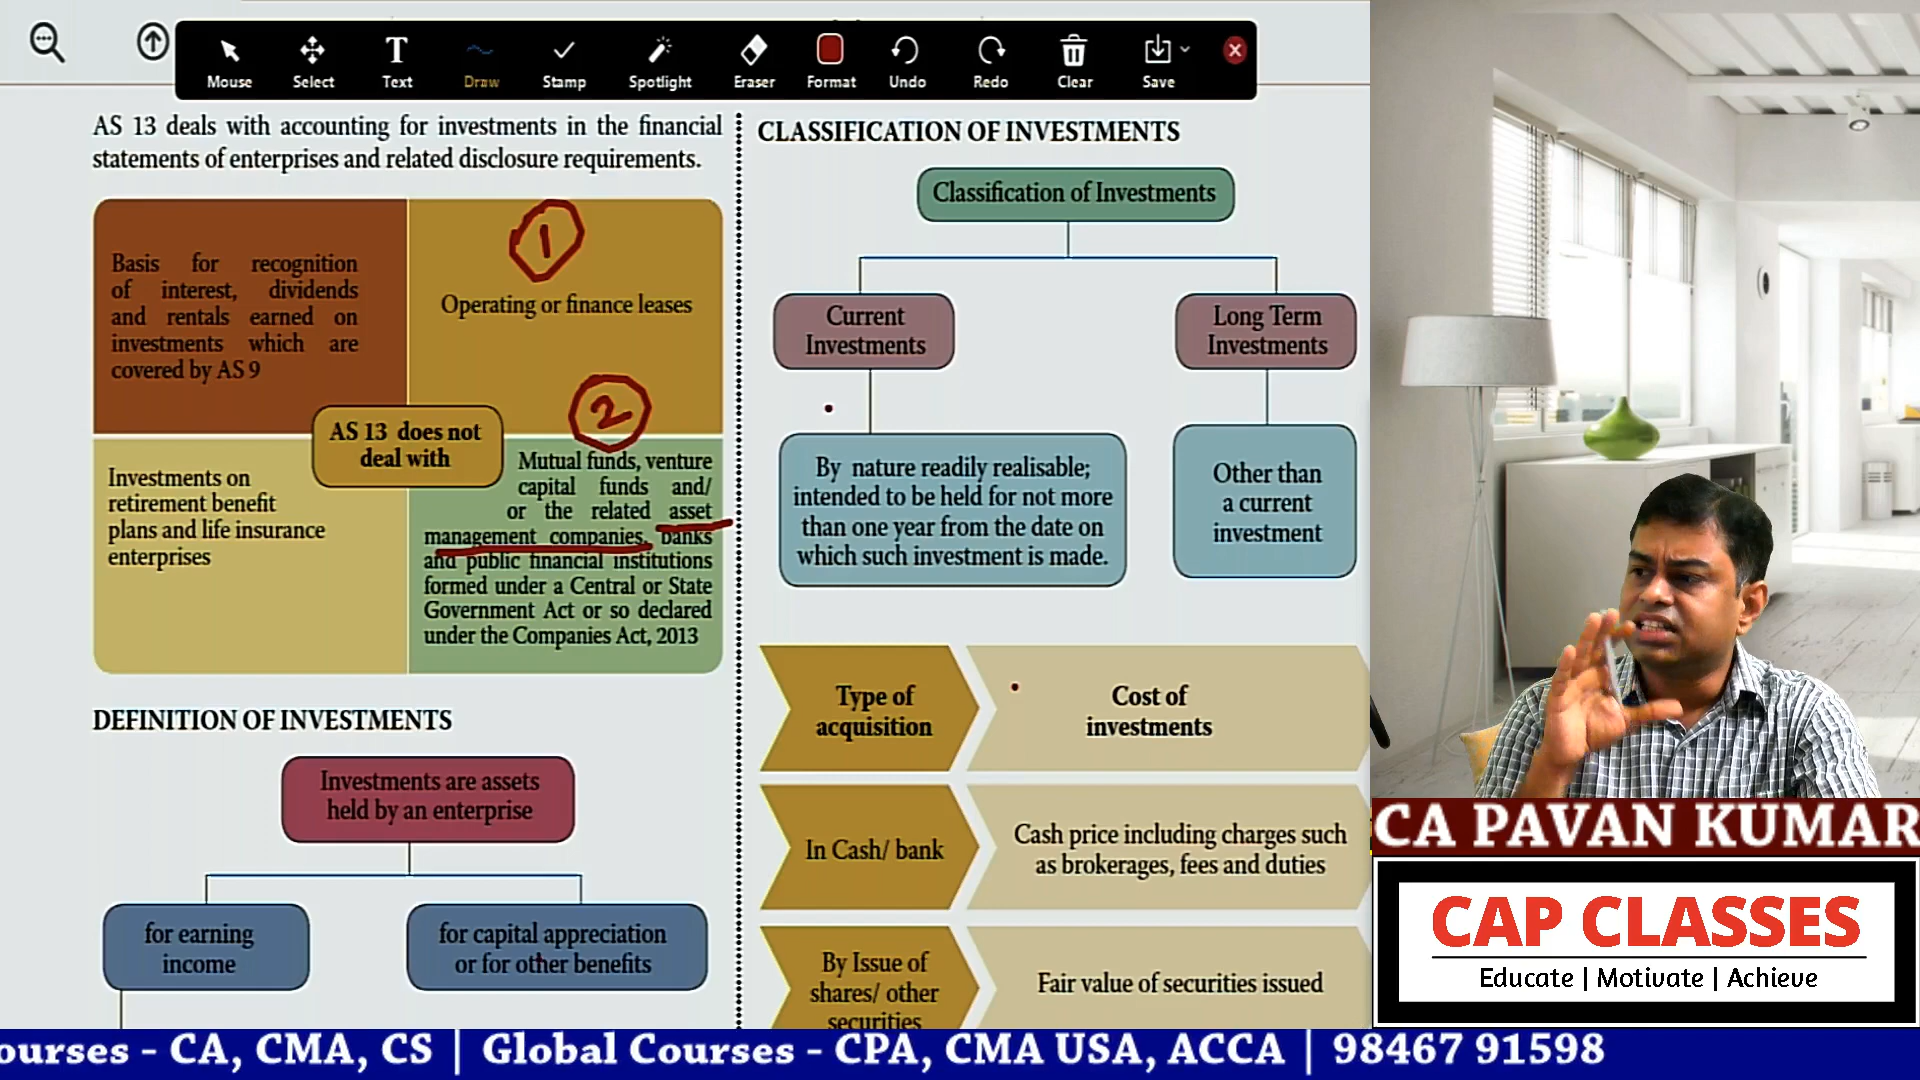 Mouse
Select
Text
Draw
Stamp
Spotlight
Eraser
Format
Undo
Redo
Clear
Save
AS 13 deals with accounting for investments in the financial
statements of enterprises and related disclosure requirements.
Basis for recognition
of interest, dividends
and rentals earned on
investments which are
covered by AS 9
1
Operating or finance leases
AS 13 does not
deal with
Investments on
retirement benefit
plans and life insurance
enterprises
2
Mutual funds, venture
capital funds and/
or the related asset
management companies, banks
and public financial institutions
formed under a Central or State
Government Act or so declared
under the Companies Act, 2013
DEFINITION OF INVESTMENTS
Investments are assets
held by an enterprise
for earning
income
for capital appreciation
or for other benefits
CLASSIFICATION OF INVESTMENTS
Classification of Investments
Current
Investments
Long Term
Investments
By nature readily realisable;
intended to be held for not more
than one year from the date on
which such investment is made.
Other than
a current
investment
Type of
acquisition
Cost of
investments
In Cash/ bank
Cash price including charges such
as brokerages, fees and duties
By Issue of
shares/ other
securities
Fair value of securities issued
CA PAVAN KUMAR
CAP CLASSES
Educate | Motivate | Achieve
ourses - CA, CMA, CS | Global Courses - CPA, CMA USA, ACCA | 98467 91598